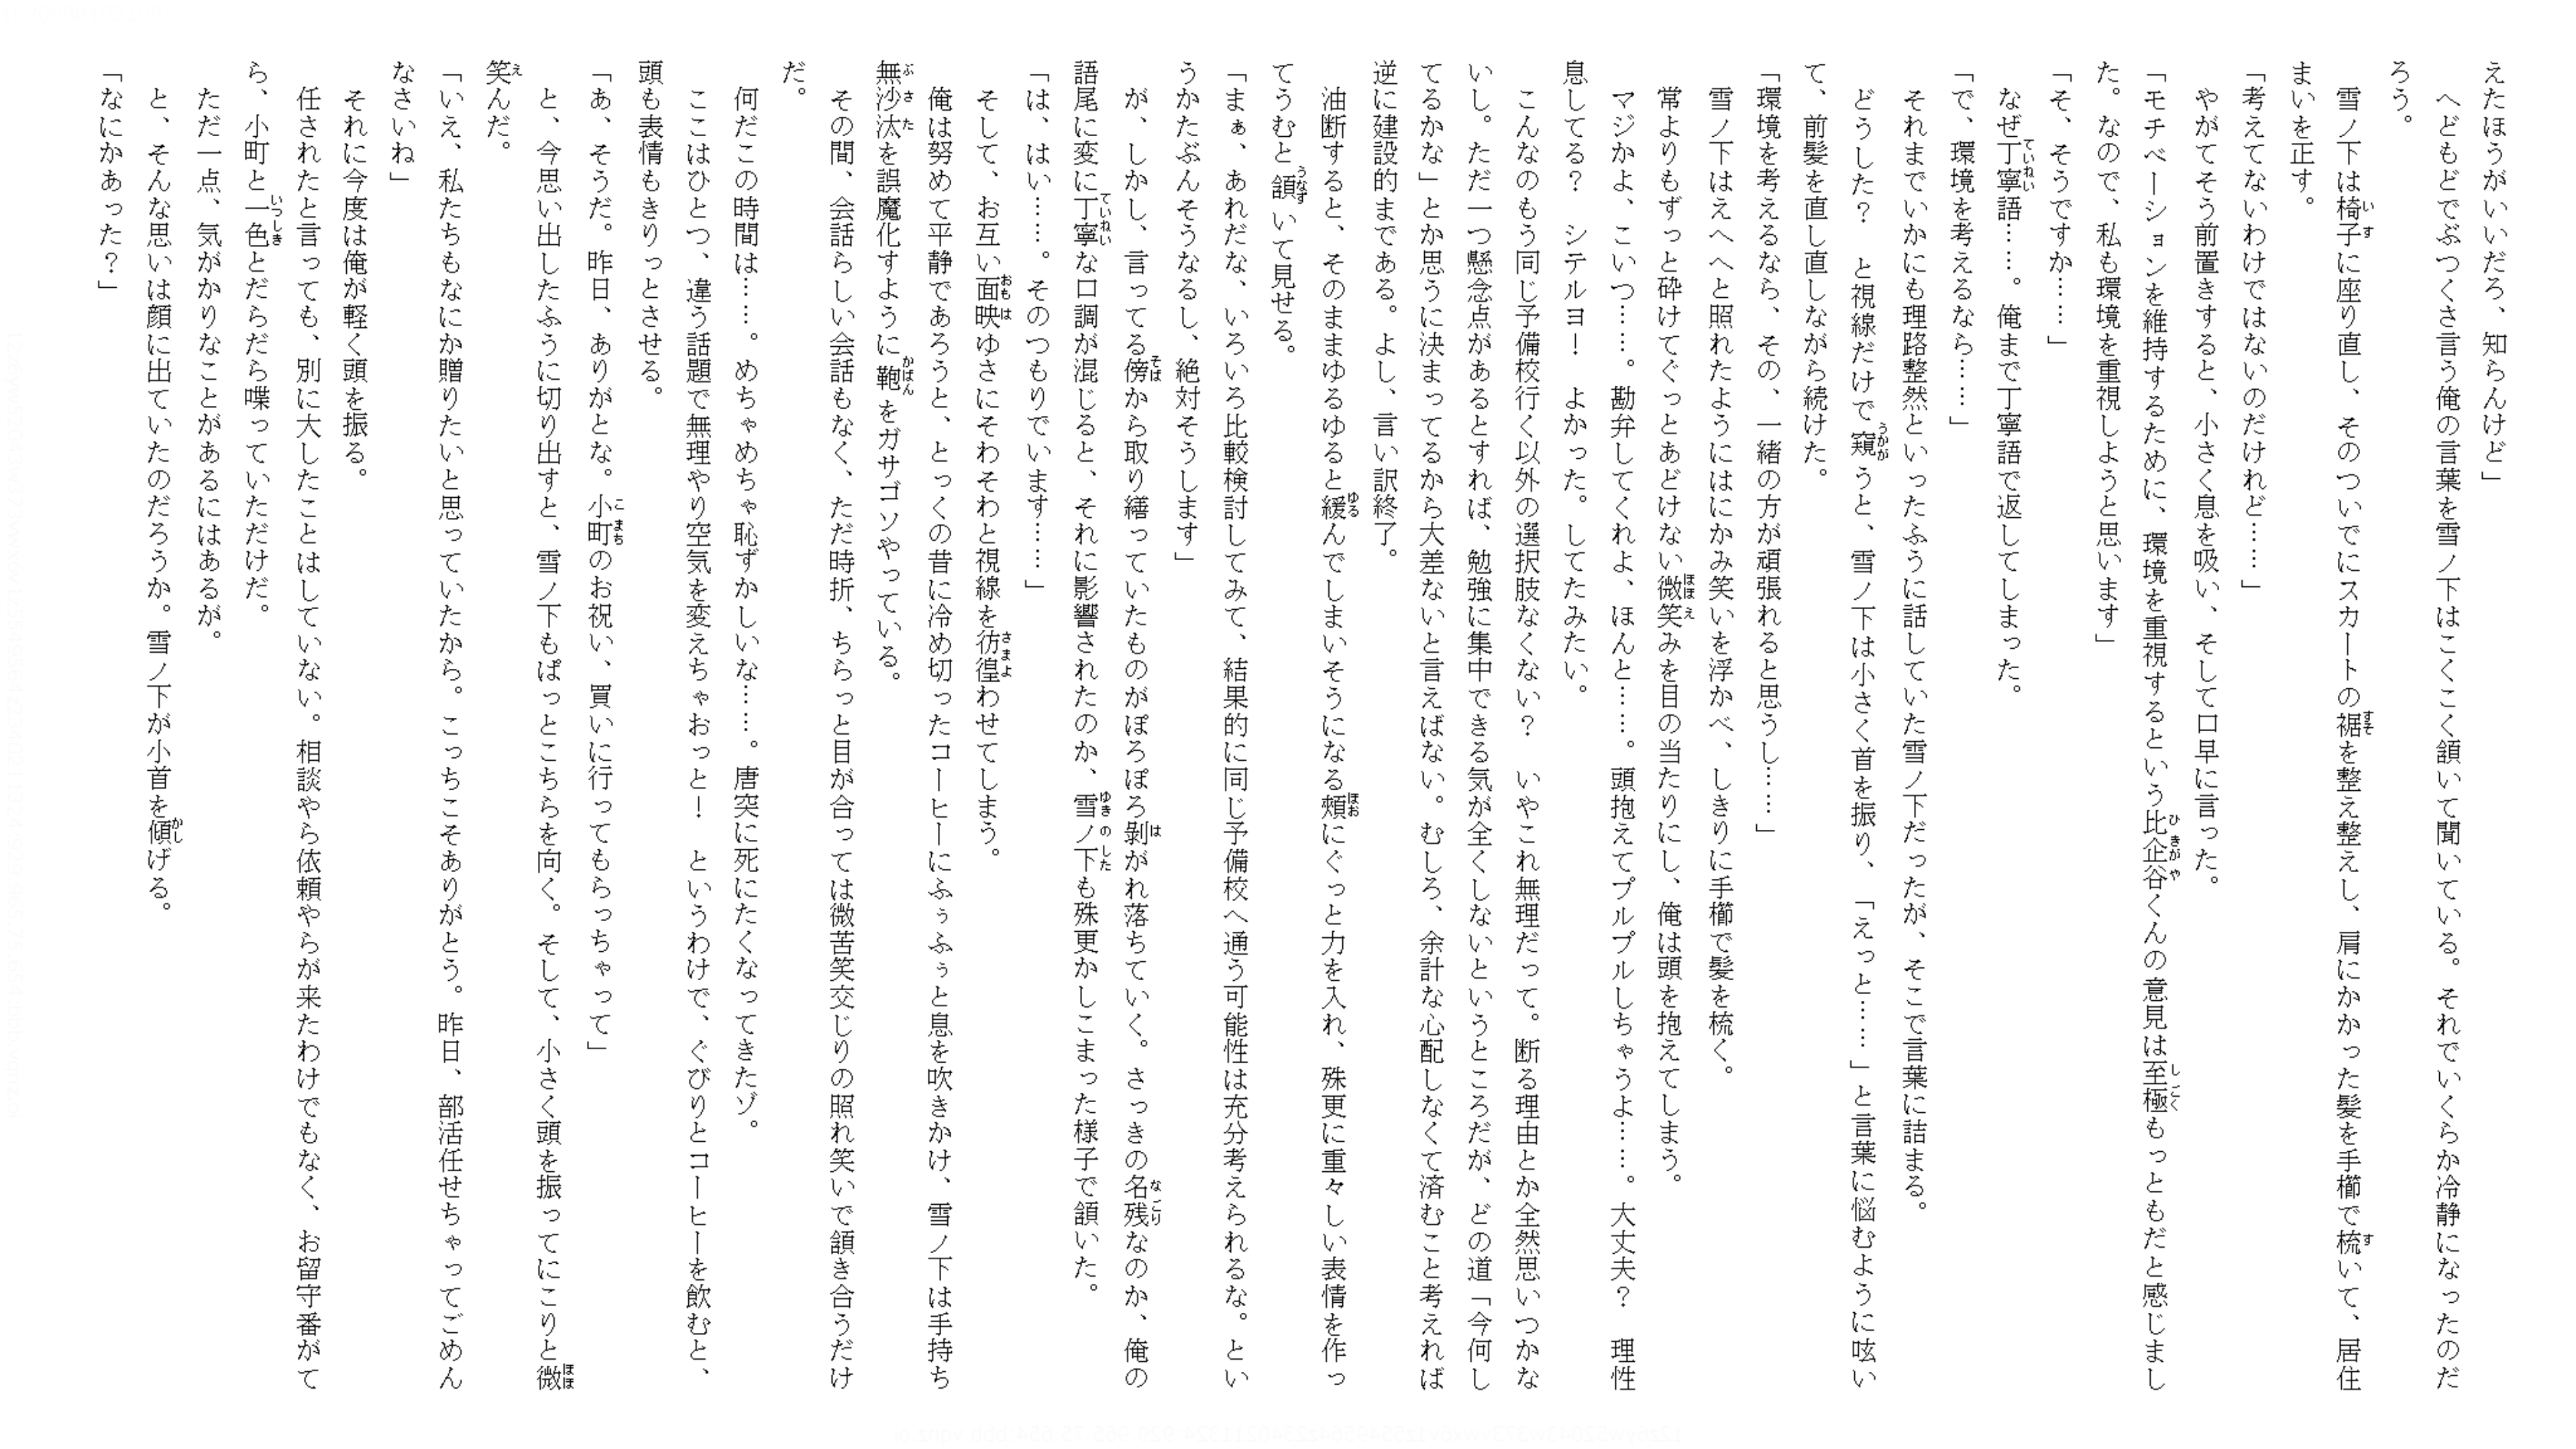 えたほうがいいだろ、知らんけど」
　へどもどでぶつくさ言う俺の言葉を雪ノ下はこくこく頷いて聞いている。それでいくらか冷静になったのだ
ろう。
　雪ノ下は椅子に座り直し、そのついでにスカートの裾を整え整えし、肩にかかった髪を手櫛で梳いて、居住
まいを正す。
「考えてないわけではないのだけれど……」
　やがてそう前置きすると、小さく息を吸い、そして口早に言った。
「モチベーションを維持するために、環境を重視するという比企谷くんの意見は至極もっともだと感じまし
た。なので、私も環境を重視しようと思います」
「そ、そうですか……」
　なぜ丁寧語……。俺まで丁寧語で返してしまった。
「で、環境を考えるなら……」
　それまでいかにも理路整然といったふうに話していた雪ノ下だったが、そこで言葉に詰まる。
　どうした？　と視線だけで窺うと、雪ノ下は小さく首を振り、「えっと……」と言葉に悩むように呟い
て、前髪を直し直しながら続けた。
「環境を考えるなら、その、一緒の方が頑張れると思うし……」
　雪ノ下はえへへと照れたようにはにかみ笑いを浮かべ、しきりに手櫛で髪を梳く。
　常よりもずっと砕けてぐっとあどけない微笑みを目の当たりにし、俺は頭を抱えてしまう。
　マジかよ、こいつ……。勘弁してくれよ、ほんと……。頭抱えてプルプルしちゃうよ……。大丈夫？　理性
息してる？　シテルヨ！　よかった。してたみたい。
　こんなのもう同じ予備校行く以外の選択肢なくない？　いやこれ無理だって。断る理由とか全然思いつかな
いし。ただ一つ懸念点があるとすれば、勉強に集中できる気が全くしないというところだが、どの道「今何し
てるかな」とか思うに決まってるから大差ないと言えばない。むしろ、余計な心配しなくて済むこと考えれば
逆に建設的まである。よし、言い訳終了。
　油断すると、そのままゆるゆると緩んでしまいそうになる頰にぐっと力を入れ、殊更に重々しい表情を作っ
てうむと頷いて見せる。
「まぁ、あれだな、いろいろ比較検討してみて、結果的に同じ予備校へ通う可能性は充分考えられるな。とい
うかたぶんそうなるし、絶対そうします」
　が、しかし、言ってる傍から取り繕っていたものがぽろぽろ剝がれ落ちていく。さっきの名残なのか、俺の
語尾に変に丁寧な口調が混じると、それに影響されたのか、雪ノ下も殊更かしこまった様子で頷いた。
「は、はい……。そのつもりでいます……」
　そして、お互い面映ゆさにそわそわと視線を彷徨わせてしまう。
　俺は努めて平静であろうと、とっくの昔に冷め切ったコーヒーにふぅふぅと息を吹きかけ、雪ノ下は手持ち
無沙汰を誤魔化すように鞄をガサゴソやっている。
　その間、会話らしい会話もなく、ただ時折、ちらっと目が合っては微苦笑交じりの照れ笑いで頷き合うだけ
だ。
　何だこの時間は……。めちゃめちゃ恥ずかしいな……。唐突に死にたくなってきたゾ。
　ここはひとつ、違う話題で無理やり空気を変えちゃおっと！　というわけで、ぐびりとコーヒーを飲むと、
頭も表情もきりっとさせる。
「あ、そうだ。昨日、ありがとな。小町のお祝い、買いに行ってもらっちゃって」
　と、今思い出したふうに切り出すと、雪ノ下もぱっとこちらを向く。そして、小さく頭を振ってにこりと微
笑んだ。
「いえ、私たちもなにか贈りたいと思っていたから。こっちこそありがとう。昨日、部活任せちゃってごめん
なさいね」
　それに今度は俺が軽く頭を振る。
　任されたと言っても、別に大したことはしていない。相談やら依頼やらが来たわけでもなく、お留守番がて
ら、小町と一色とだらだら喋っていただけだ。
　ただ一点、気がかりなことがあるにはあるが。
　と、そんな思いは顔に出ていたのだろうか。雪ノ下が小首を傾げる。
「なにかあった？」